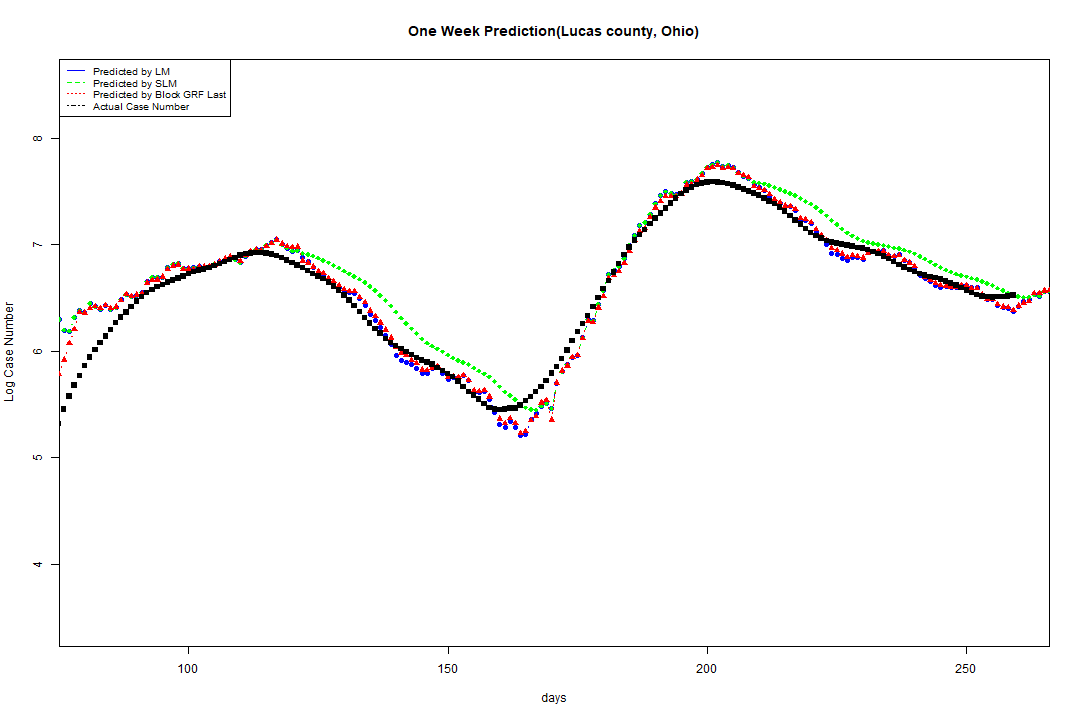 One Week Prediction(Lucas county, Ohio)
Predicted by LM
Predicted by SLM
Predicted by Block GRF Last
Actual Case Number
8
7
6
5
4
Log Case Number
100 150 200 250
days